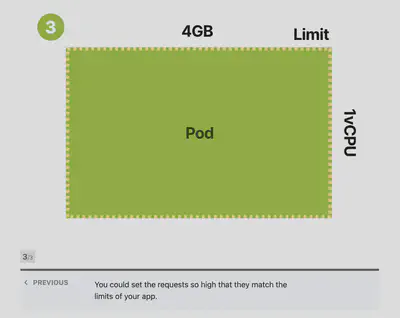 3
4GB
Limit
Pod
1vCPU
3/3
< PREVIOUS
You could set the requests so high that they match the
limits of your app.